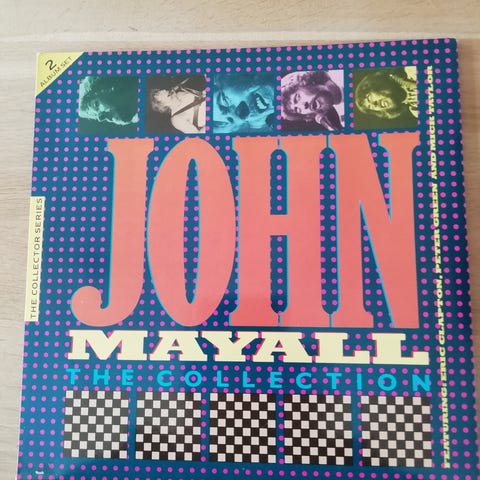 2 ALBUM SET
THE COLLECTOR SERIES
JOHN
MAYALL
THE COLLECTION
FEATURING: ERIC CLAPTON, PETER GREEN AND MICK TAYLOR